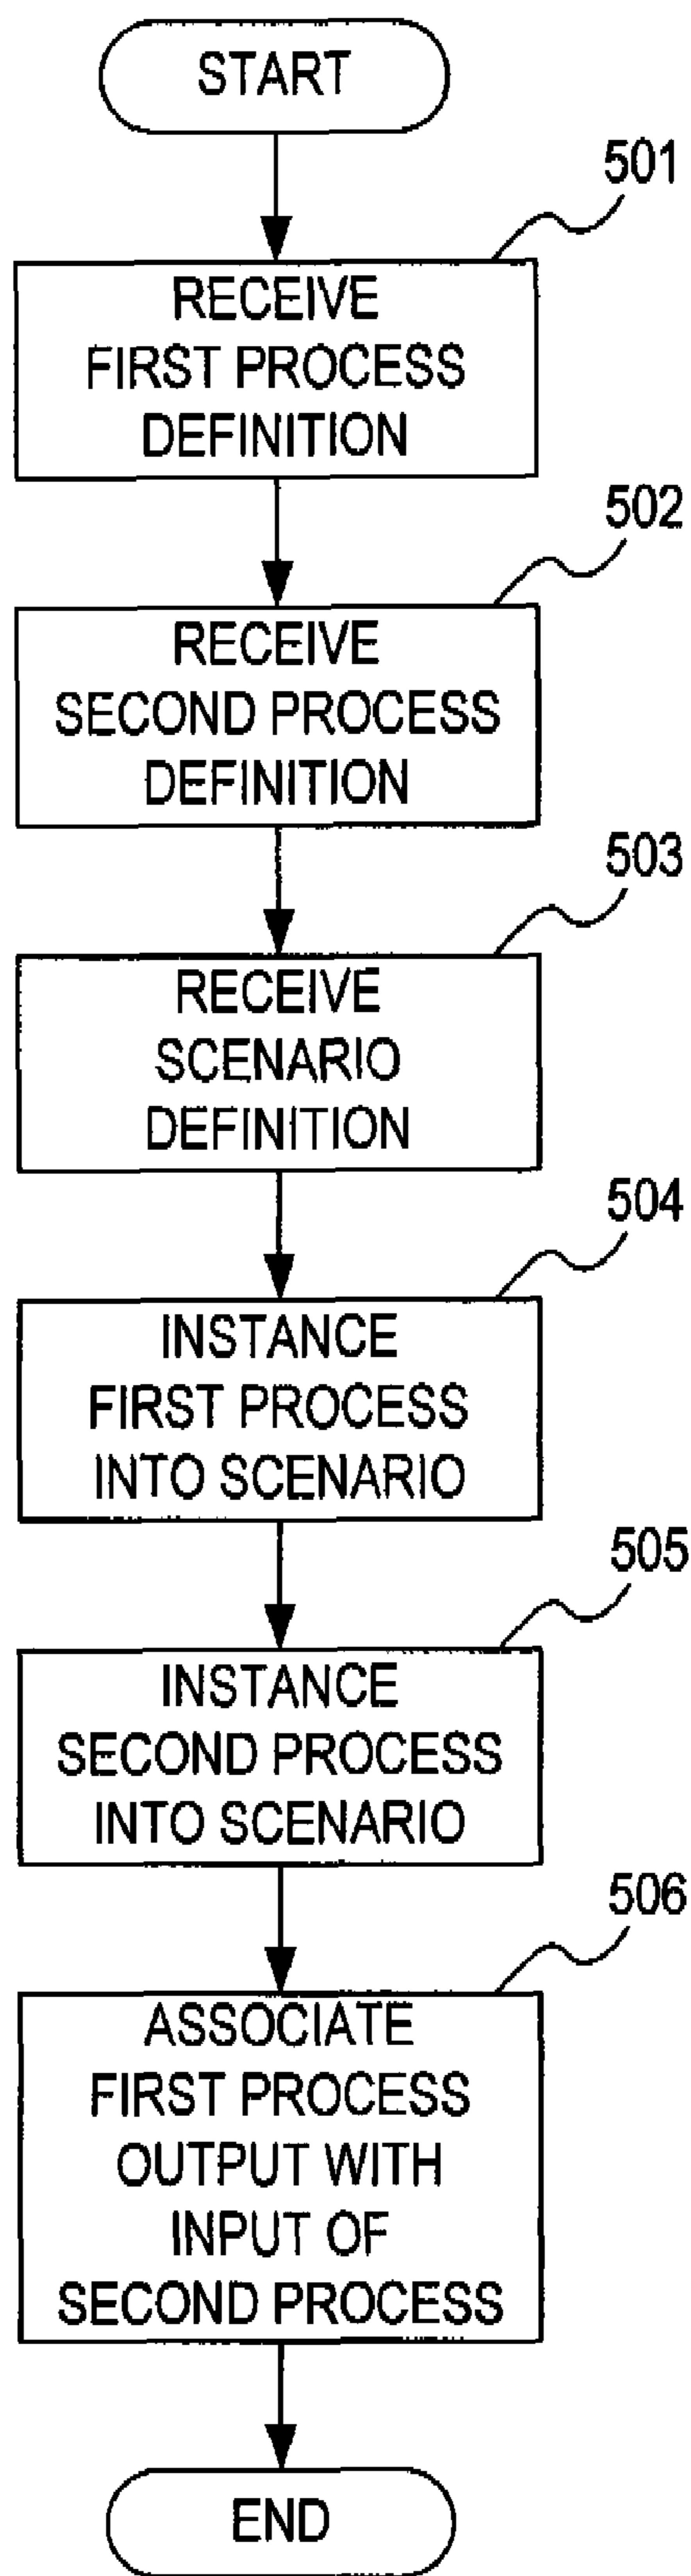 START
501
RECEIVE
FIRST PROCESS
DEFINITION
502
RECEIVE
SECOND PROCESS
DEFINITION
503
RECEIVE
SCENARIO
DEFINITION
504
INSTANCE
FIRST PROCESS
INTO SCENARIO
505
INSTANCE
SECOND PROCESS
INTO SCENARIO
506
ASSOCIATE
FIRST PROCESS
OUTPUT WITH
INPUT OF
SECOND PROCESS
END